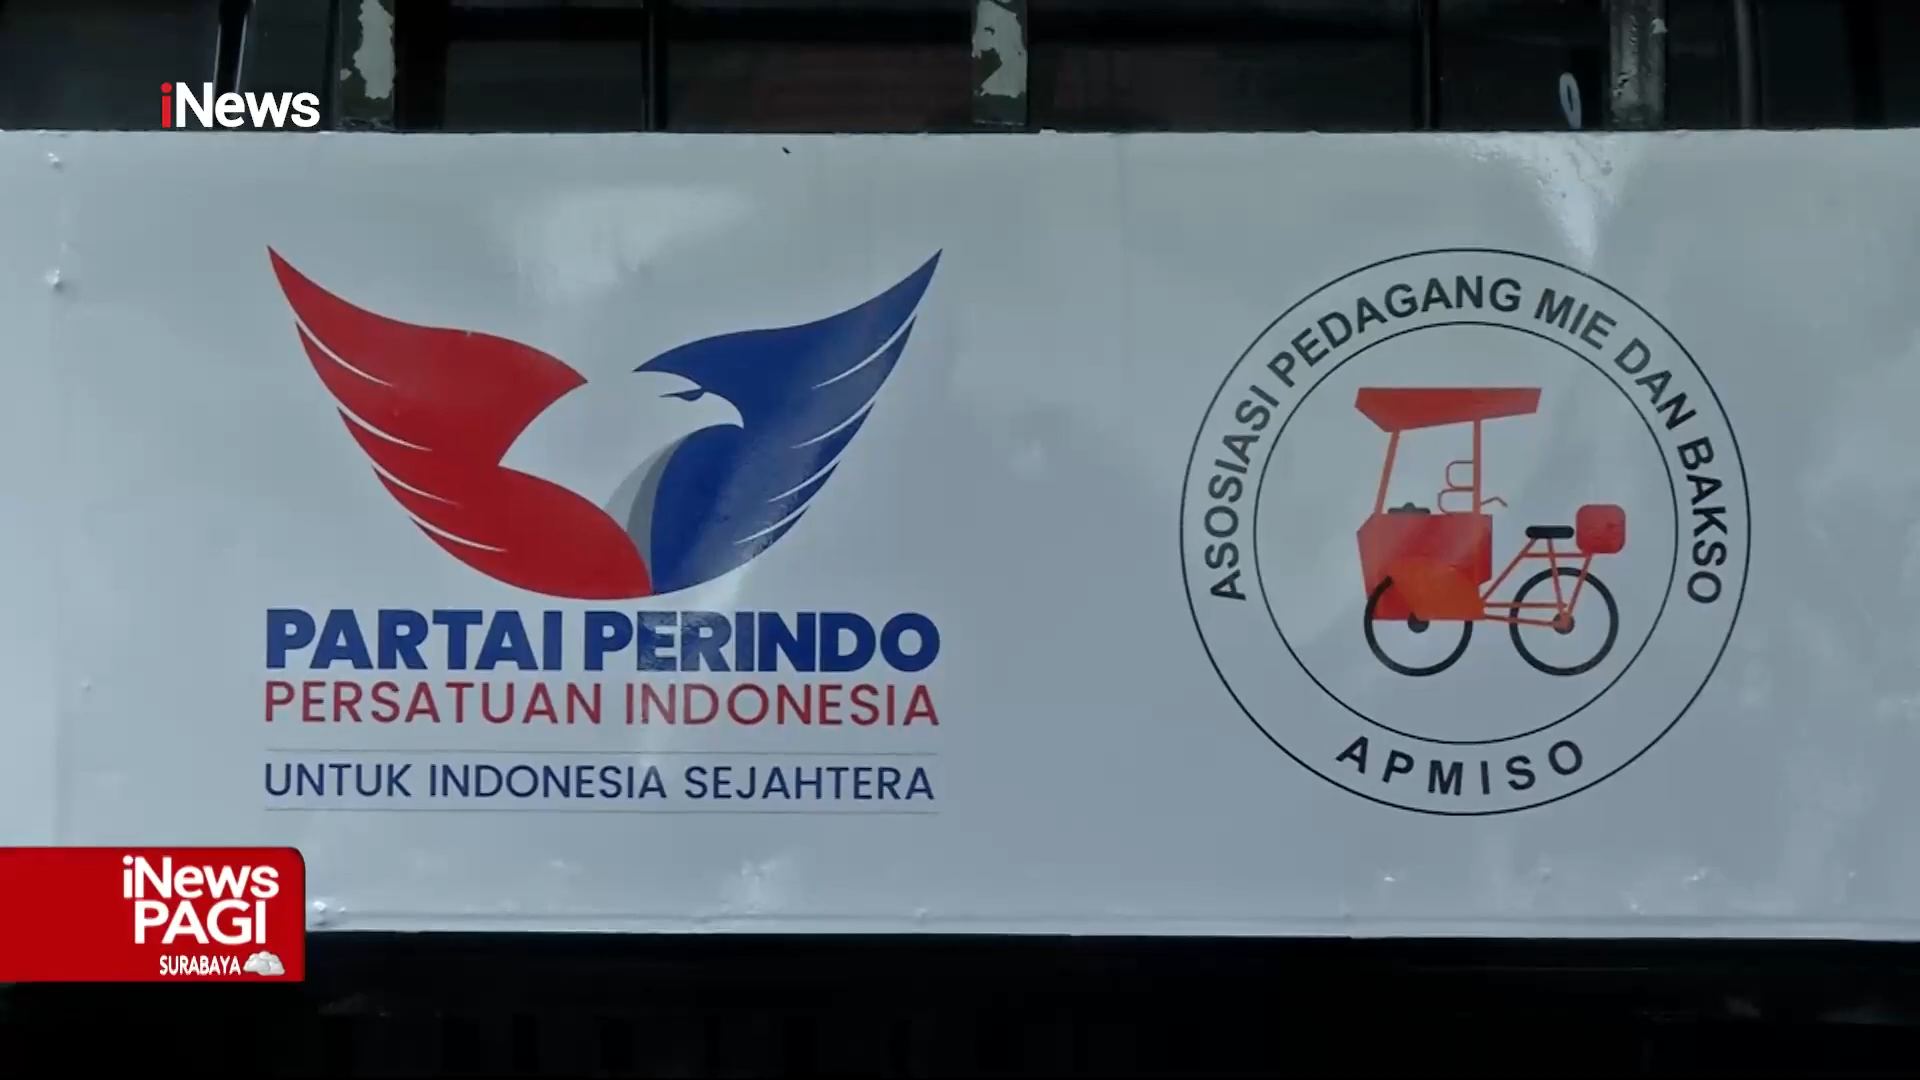 iNews
PARTAI PERINDO
PERSATUAN INDONESIA
UNTUK INDONESIA SEJAHTERA
ASOSIASI PEDAGANG MIE DAN BAKSO
APMISO
iNews
PAGI
SURABAYA